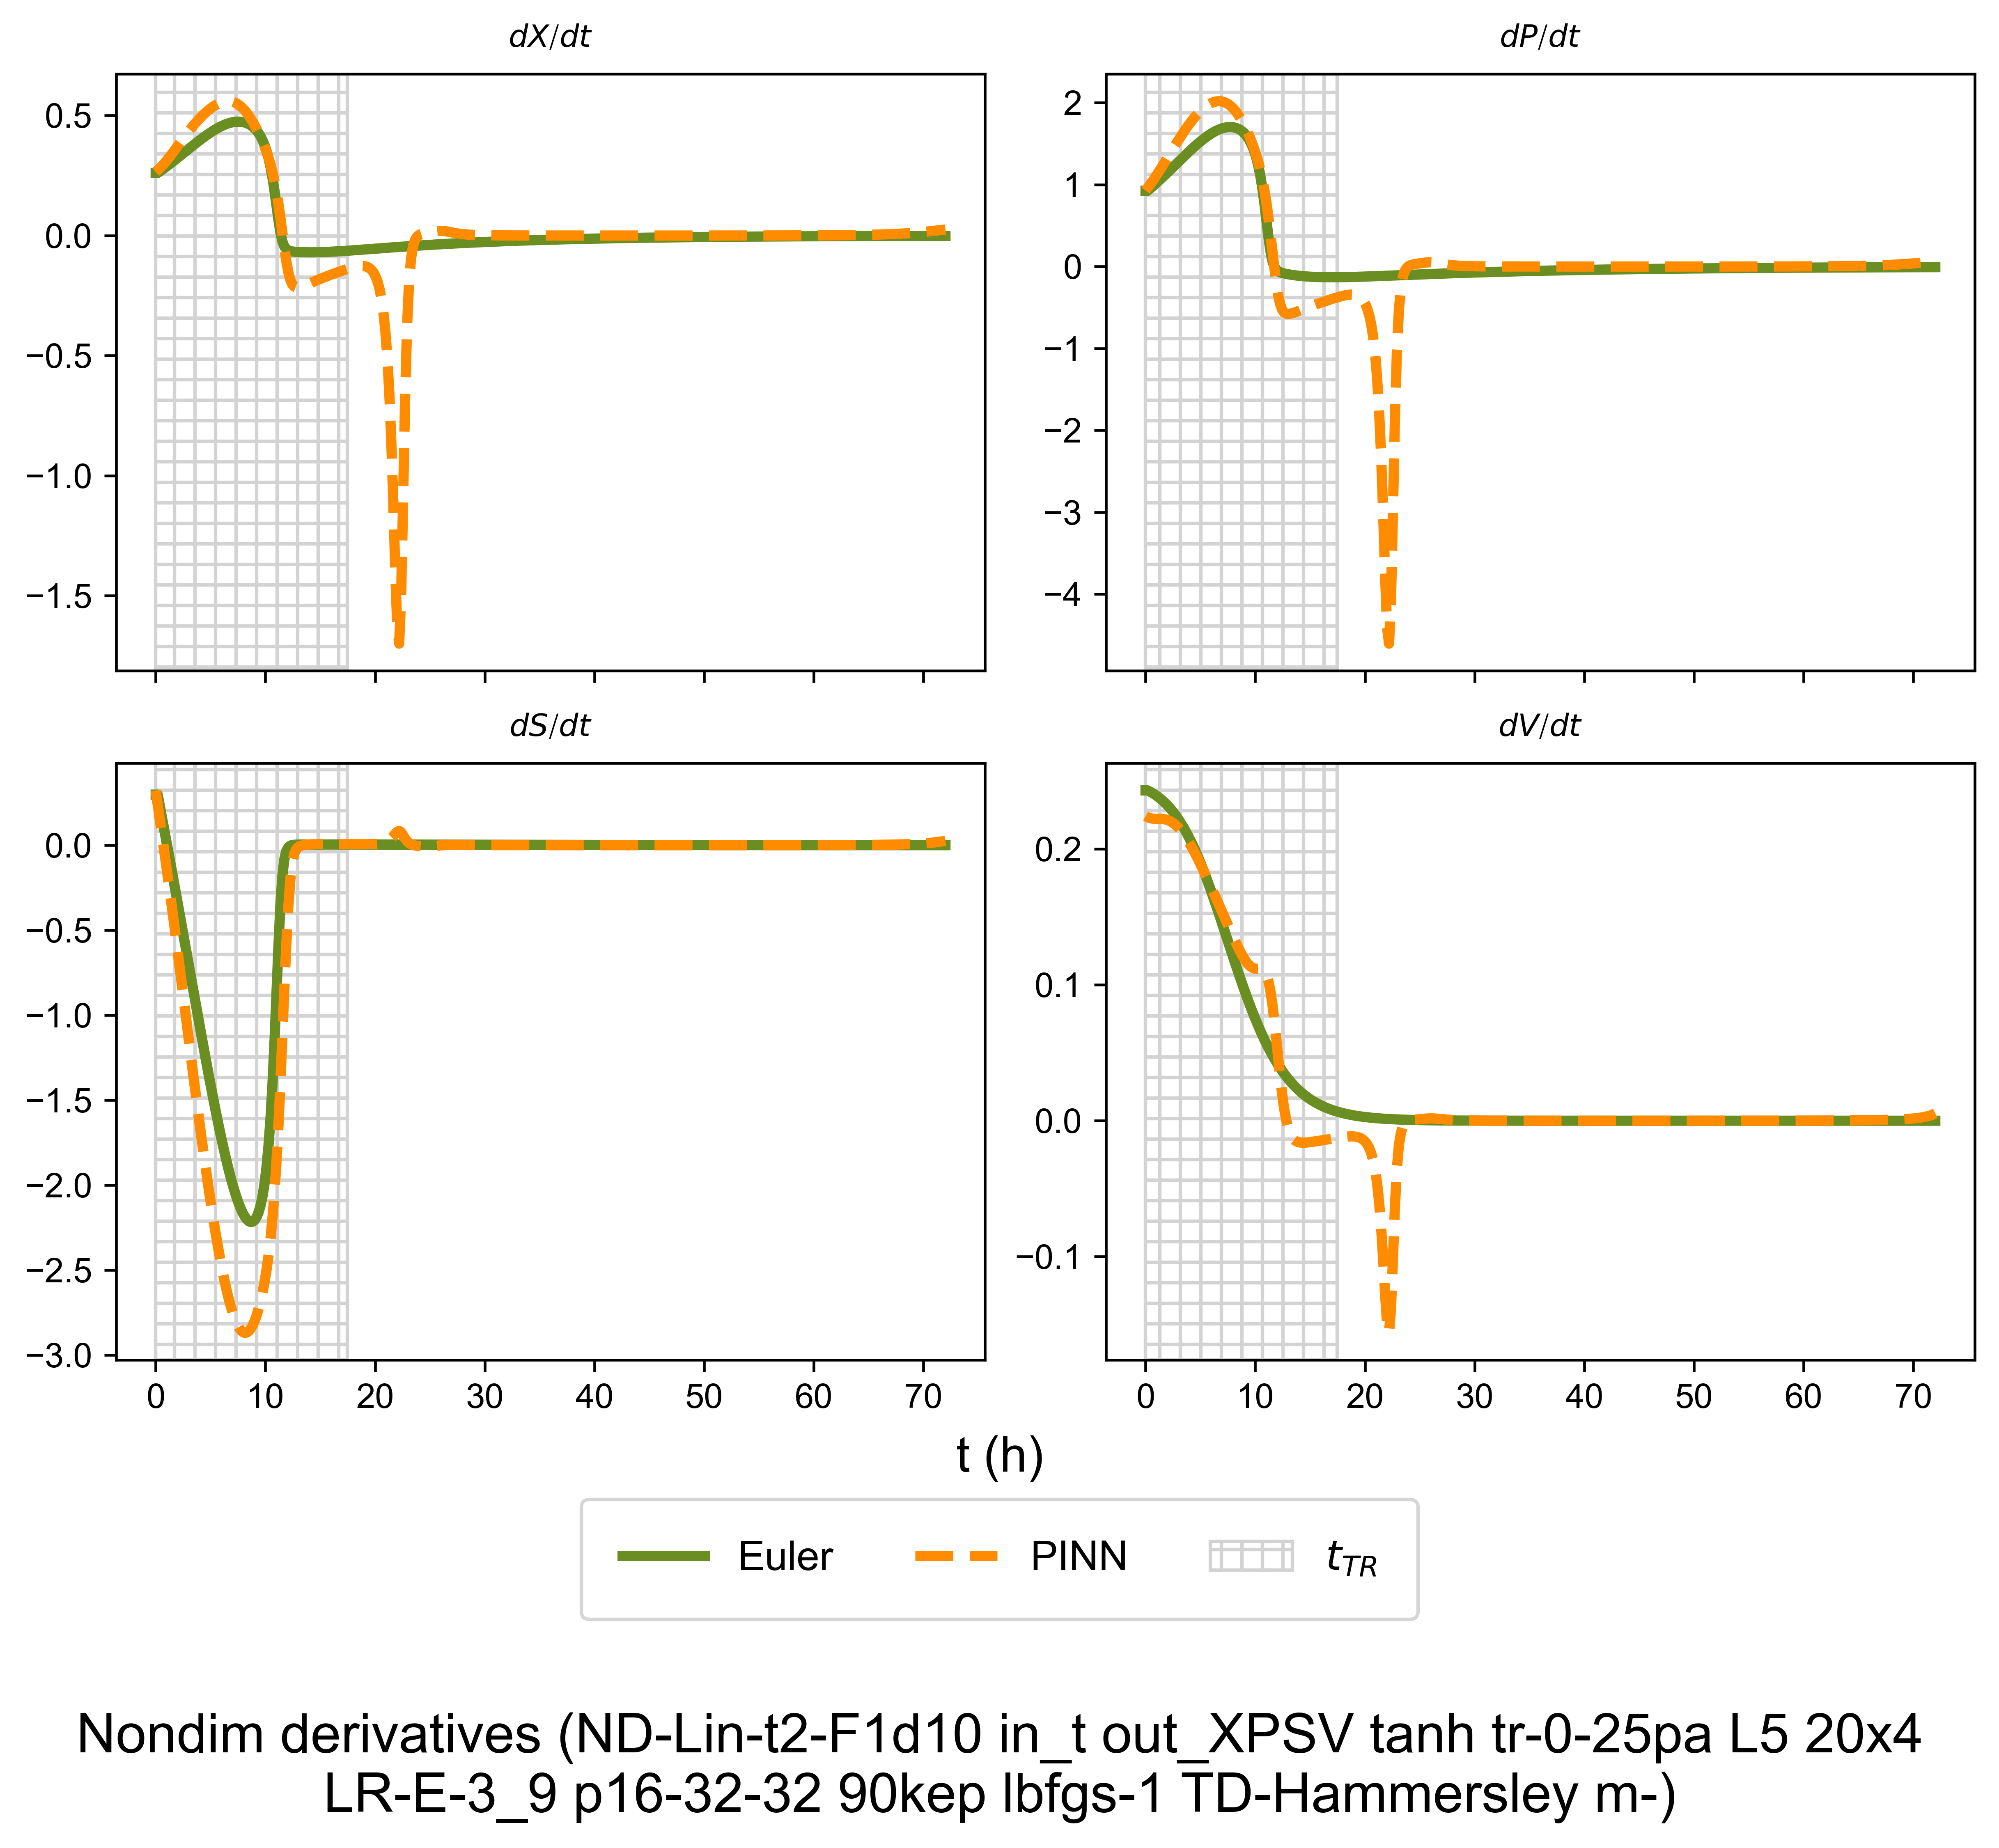 dX/dt
dP/dt
0.5
0.0
−0.5
−1.0
−1.5
2
1
0
−1
−2
−3
−4
dS/dt
dV/dt
0.0
−0.5
−1.0
−1.5
−2.0
−2.5
−3.0
0.2
0.1
0.0
−0.1
0 10 20 30 40 50 60 70
0 10 20 30 40 50 60 70
t (h)
Euler PINN t_TR
Nondim derivatives (ND-Lin-t2-F1d10 in_t out_XPSV tanh tr-0-25pa L5 20x4
LR-E-3_9 p16-32-32 90kep lbfgs-1 TD-Hammersley m-)